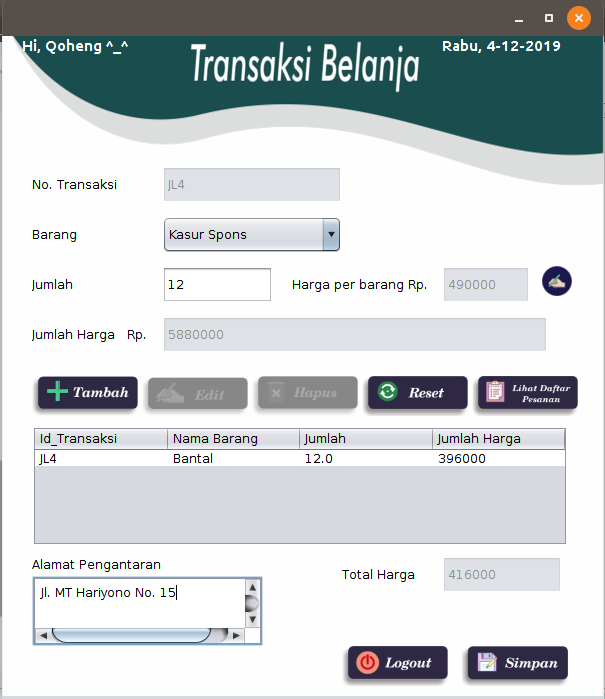 Hi, Qoheng ^_^
Transaksi Belanja
Rabu, 4-12-2019
No. Transaksi JL4
Barang Kasur Spons
Jumlah 12 Harga per barang Rp. 490000
Jumlah Harga Rp. 5880000
Tambah Edit Hapus Reset Lihat Daftar
Pesanan
Id_Transaksi Nama Barang Jumlah Jumlah Harga
JL4 Bantal 12.0 396000
Alamat Pengantaran
Total Harga 416000
Jl. MT Hariyono No. 15
Logout Simpan